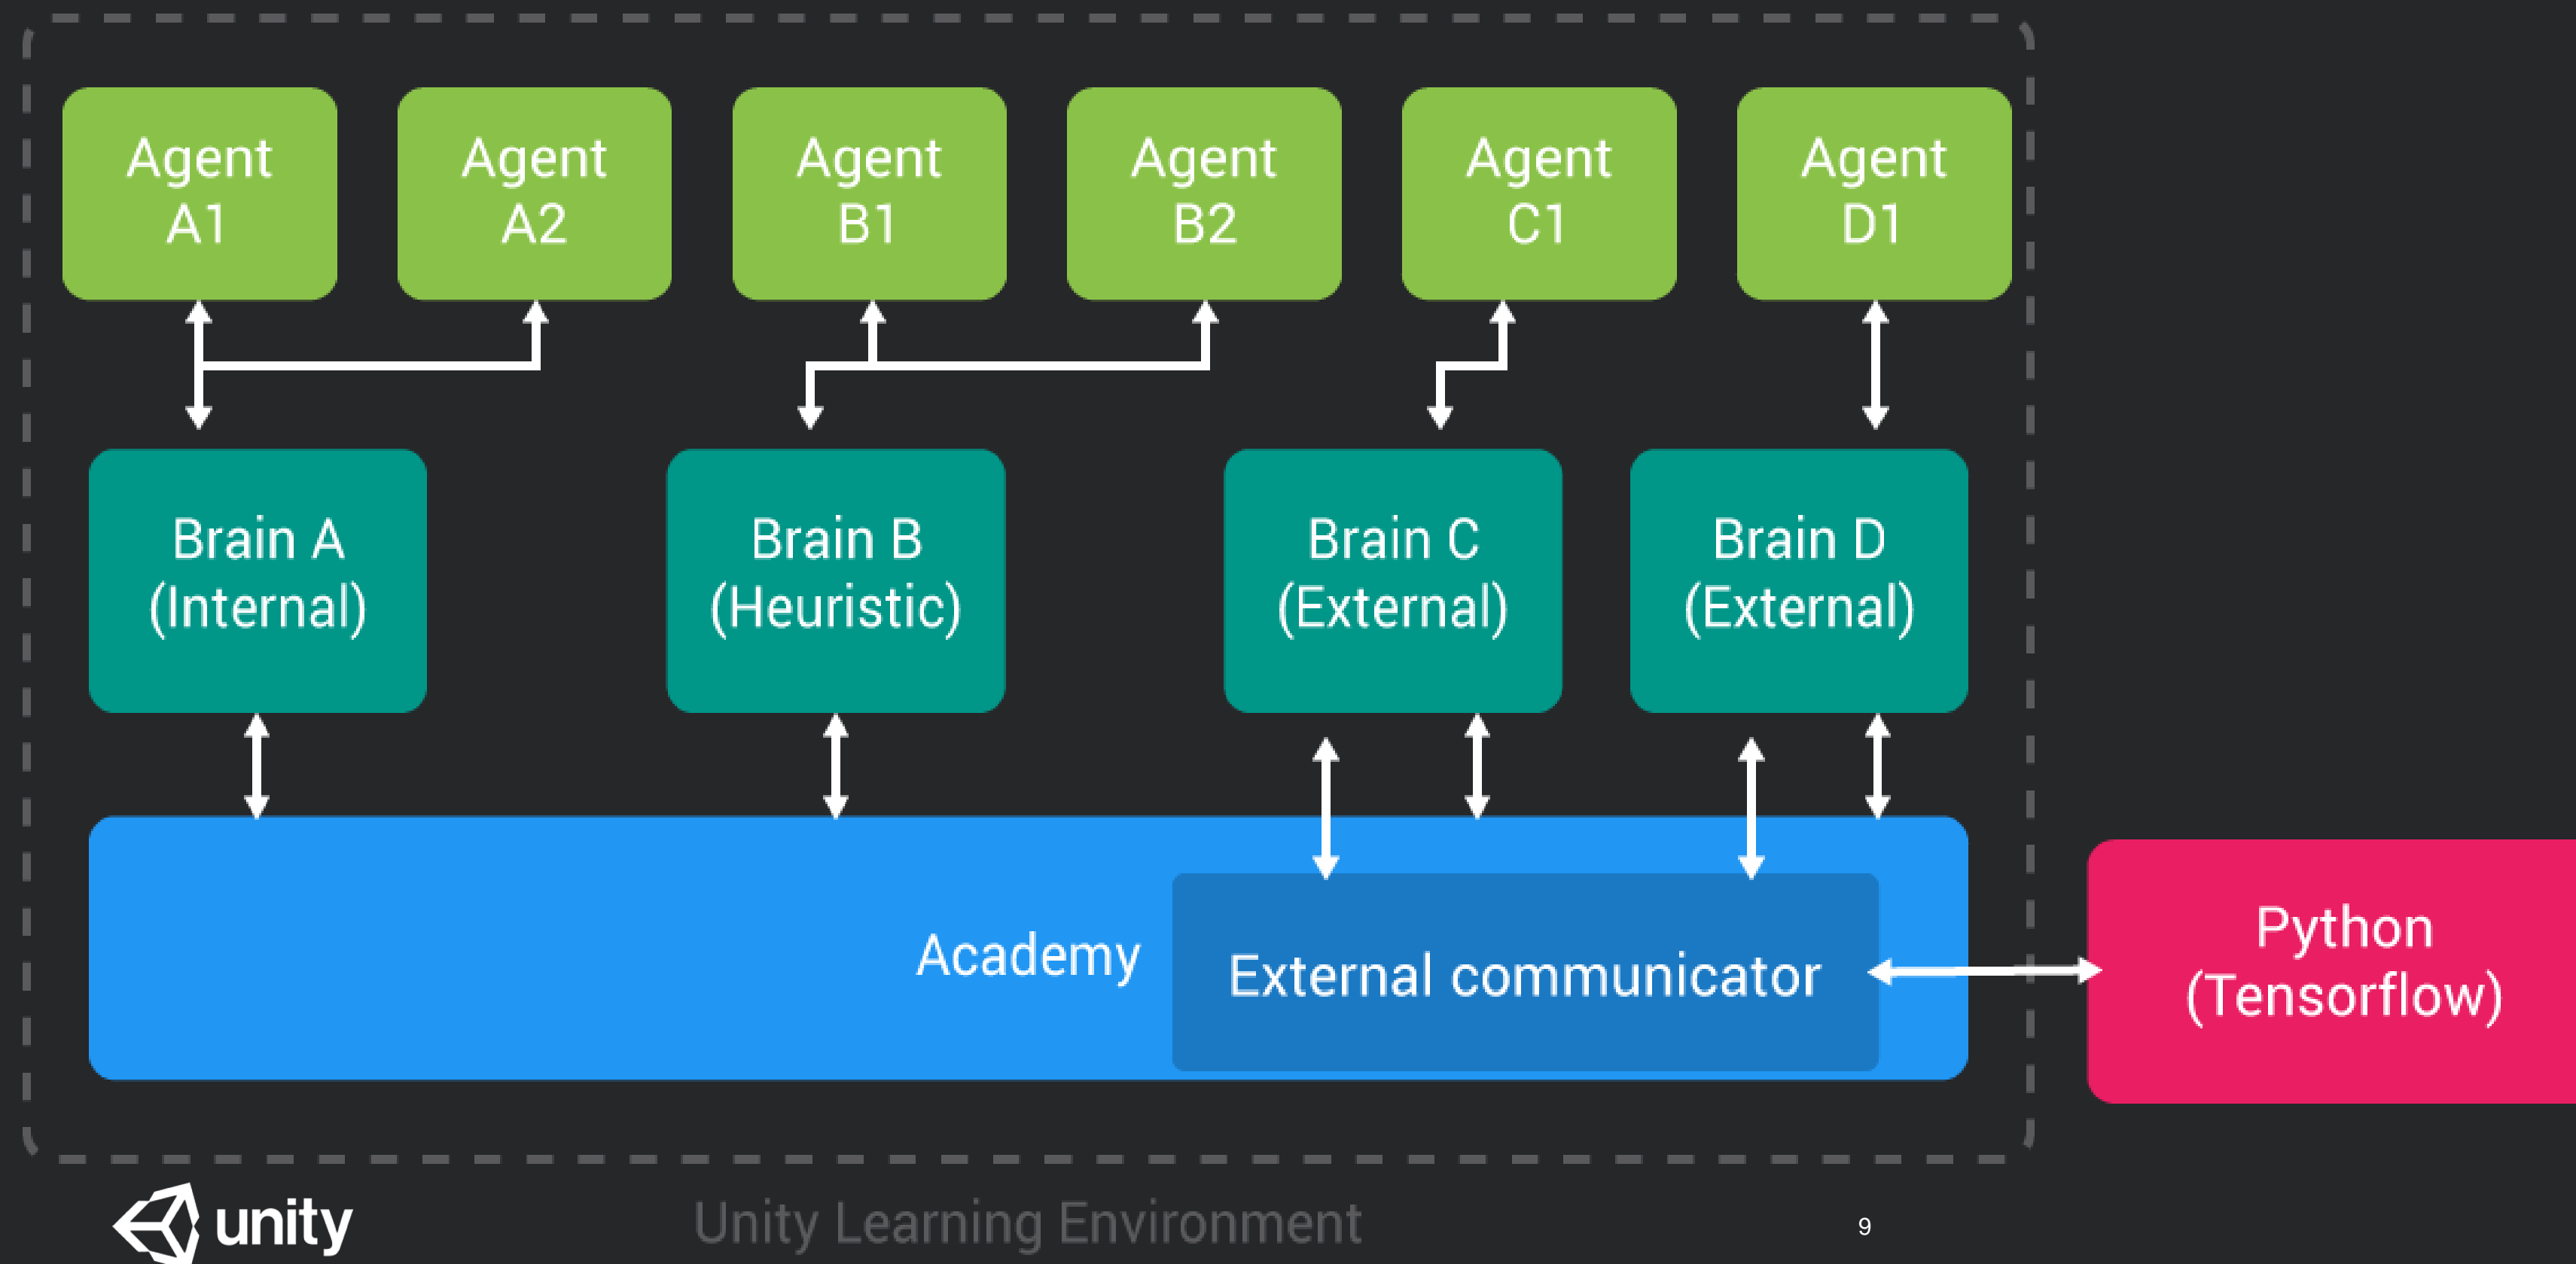 Agent
A1
Agent
A2
Agent
B1
Agent
B2
Agent
C1
Agent
D1
Brain A
(Internal)
Brain B
(Heuristic)
Brain C
(External)
Brain D
(External)
Academy
External communicator
Python
(Tensorflow)
unity
Unity Learning Environment
9